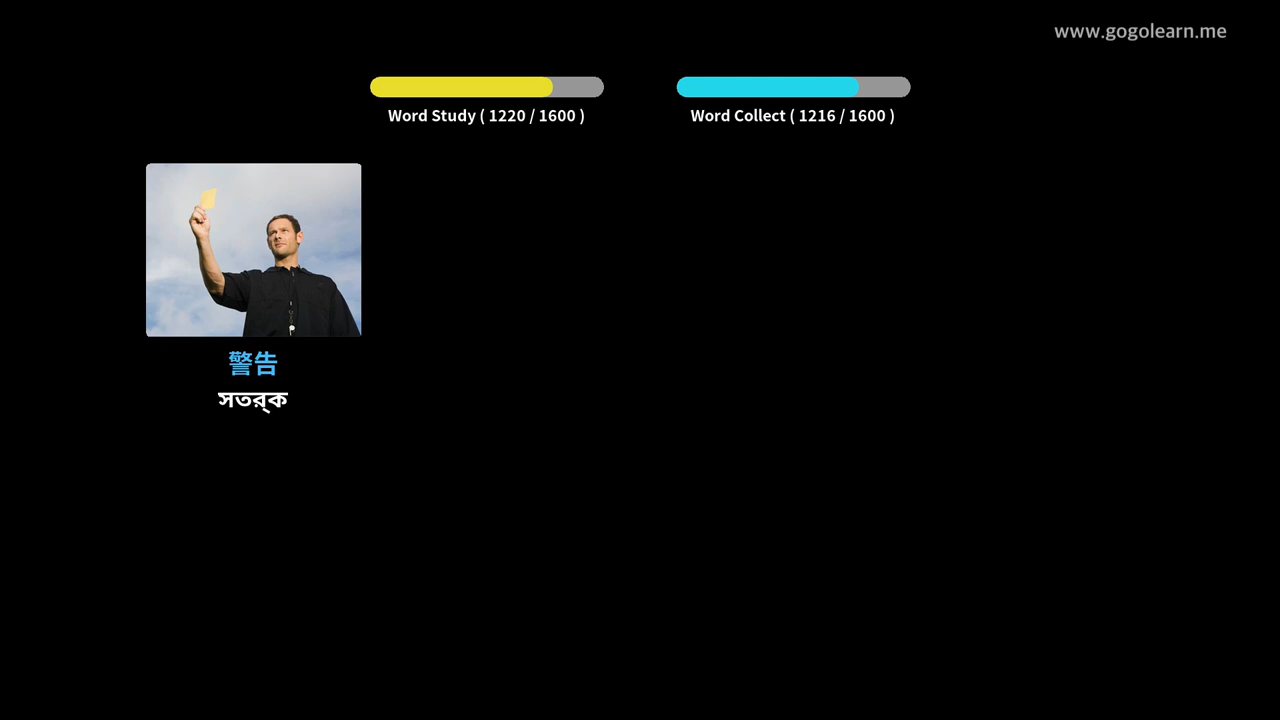 www.gogolearn.me
Word Study ( 1220 / 1600 )
Word Collect ( 1216 / 1600 )
警告
সতর্ক